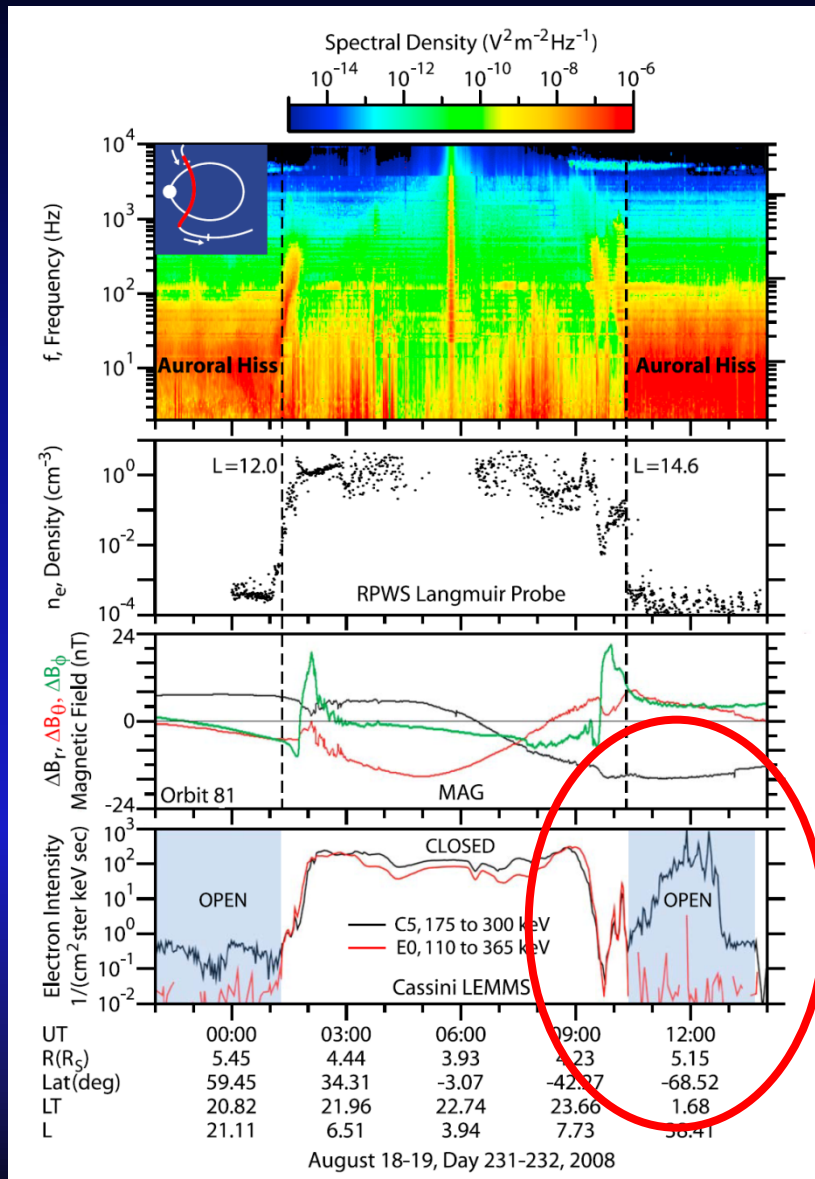 Spectral Density (V²m⁻²Hz⁻¹)
10⁻¹⁴ 10⁻¹² 10⁻¹⁰ 10⁻⁸ 10⁻⁶
f, Frequency (Hz)
10⁴
10³
10²
10¹
Auroral Hiss
Auroral Hiss
nₑ, Density (cm⁻³)
10⁰
10⁻²
10⁻⁴
L=12.0
L=14.6
RPWS Langmuir Probe
ΔBᵣ, ΔB_θ, ΔB_ϕ
Magnetic Field (nT)
24
0
-24
Orbit 81
MAG
Electron Intensity
1/(cm² ster keV sec)
10³
10²
10¹
10⁰
10⁻¹
10⁻²
OPEN
CLOSED
OPEN
C5, 175 to 300 keV
E0, 110 to 365 keV
Cassini LEMMS
UT 00:00 03:00 06:00 09:00 12:00
R(R_S) 5.45 4.44 3.93 4.23 5.15
Lat(deg) 59.45 34.31 -3.07 -42.27 -68.52
LT 20.82 21.96 22.74 23.66 1.68
L 21.11 6.51 3.94 7.73 38.41
August 18-19, Day 231-232, 2008